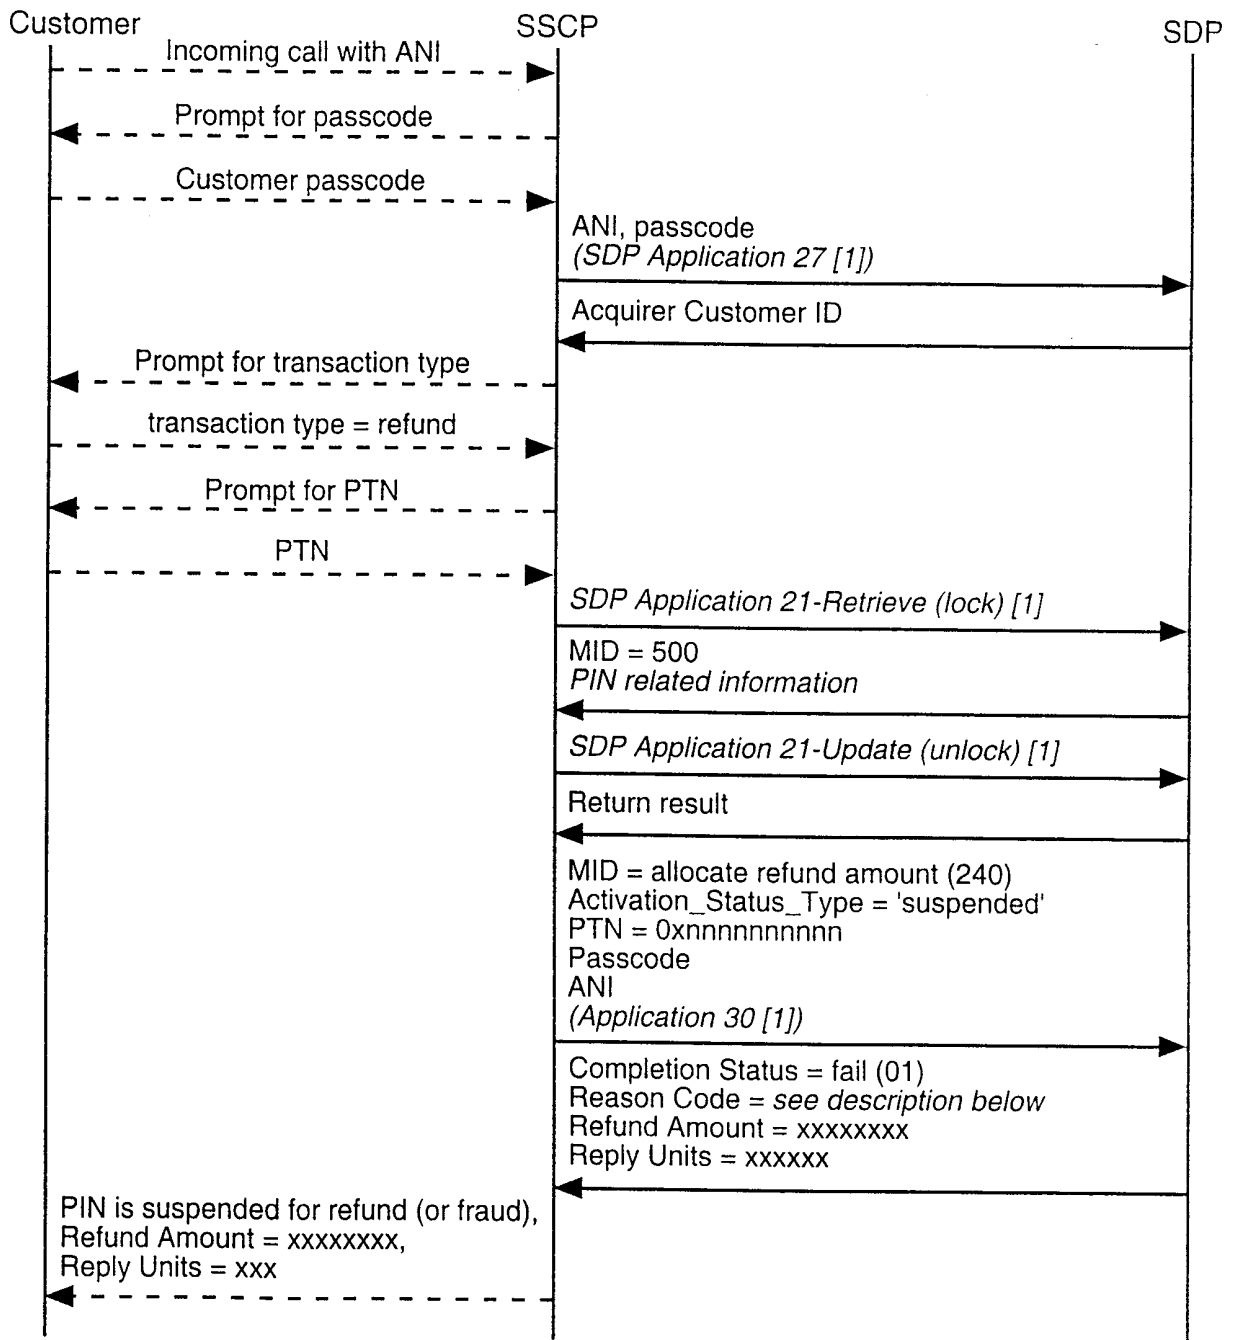 Customer
SSCP
SDP
Incoming call with ANI
Prompt for passcode
Customer passcode
ANI, passcode
(SDP Application 27 [1])
Acquirer Customer ID
Prompt for transaction type
transaction type = refund
Prompt for PTN
PTN
SDP Application 21-Retrieve (lock) [1]
MID = 500
PIN related information
SDP Application 21-Update (unlock) [1]
Return result
MID = allocate refund amount (240)
Activation_Status_Type = 'suspended'
PTN = 0xnnnnnnnnnn
Passcode
ANI
(Application 30 [1])
Completion Status = fail (01)
Reason Code = see description below
Refund Amount = xxxxxxxx
Reply Units = xxxxxx
PIN is suspended for refund (or fraud),
Refund Amount = xxxxxxxx,
Reply Units = xxx